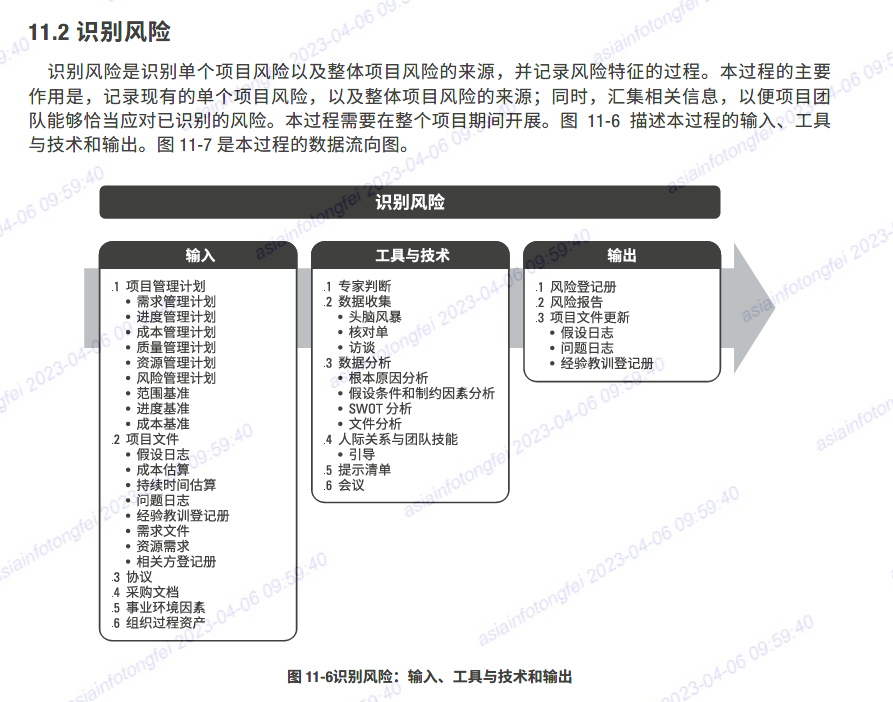 11.2 识别风险
识别风险是识别单个项目风险以及整体项目风险的来源，并记录风险特征的过程。本过程的主要
作用是，记录现有的单个项目风险，以及整体项目风险的来源；同时，汇集相关信息，以便项目团
队能够恰当应对已识别的风险。本过程需要在整个项目期间开展。图 11-6 描述本过程的输入、工具
与技术和输出。图 11-7 是本过程的数据流向图。
识别风险
输入
.1 项目管理计划
• 需求管理计划
• 进度管理计划
• 成本管理计划
• 质量管理计划
• 资源管理计划
• 风险管理计划
• 范围基准
• 进度基准
• 成本基准
.2 项目文件
• 假设日志
• 成本估算
• 持续时间估算
• 问题日志
• 经验教训登记册
• 需求文件
• 资源需求
• 相关方登记册
.3 协议
.4 采购文档
.5 事业环境因素
.6 组织过程资产
工具与技术
.1 专家判断
.2 数据收集
• 头脑风暴
• 核对单
• 访谈
.3 数据分析
• 根本原因分析
• 假设条件和制约因素分析
• SWOT 分析
• 文件分析
.4 人际关系与团队技能
• 引导
.5 提示清单
.6 会议
输出
.1 风险登记册
.2 风险报告
.3 项目文件更新
• 假设日志
• 问题日志
• 经验教训登记册
图 11-6识别风险：输入、工具与技术和输出
asiainfotongfei 2023-04-06 09:59:40